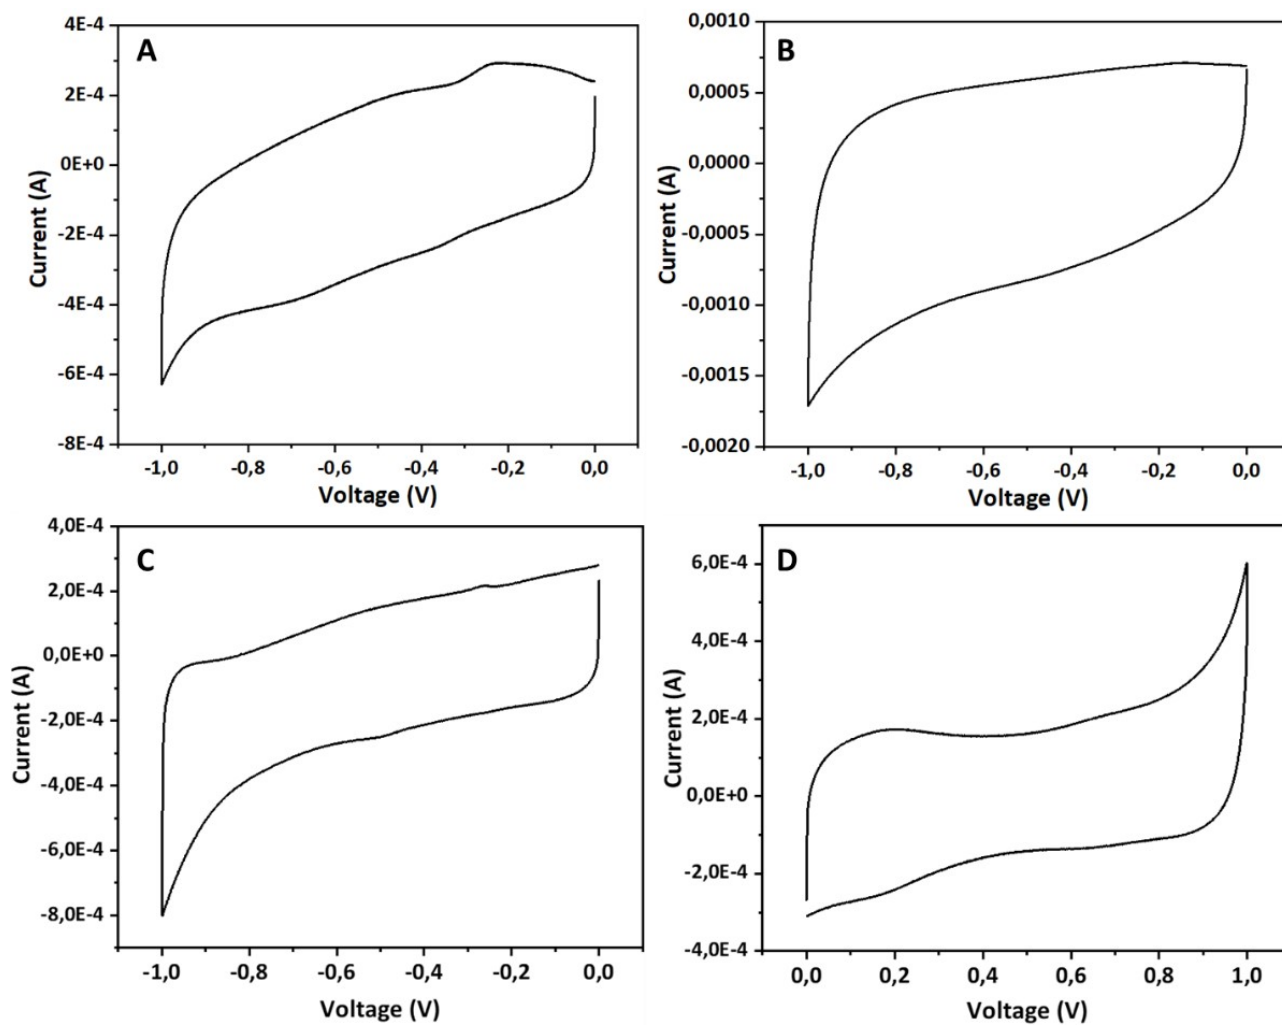 A
4E-4
2E-4
0E+0
-2E-4
-4E-4
-6E-4
-8E-4
Current (A)
-1,0 -0,8 -0,6 -0,4 -0,2 0,0
Voltage (V)
B
0,0010
0,0005
0,0000
-0,0005
-0,0010
-0,0015
-0,0020
Current (A)
-1,0 -0,8 -0,6 -0,4 -0,2 0,0
Voltage (V)
C
4,0E-4
2,0E-4
0,0E+0
-2,0E-4
-4,0E-4
-6,0E-4
-8,0E-4
Current (A)
-1,0 -0,8 -0,6 -0,4 -0,2 0,0
Voltage (V)
D
6,0E-4
4,0E-4
2,0E-4
0,0E+0
-2,0E-4
-4,0E-4
Current (A)
0,0 0,2 0,4 0,6 0,8 1,0
Voltage (V)